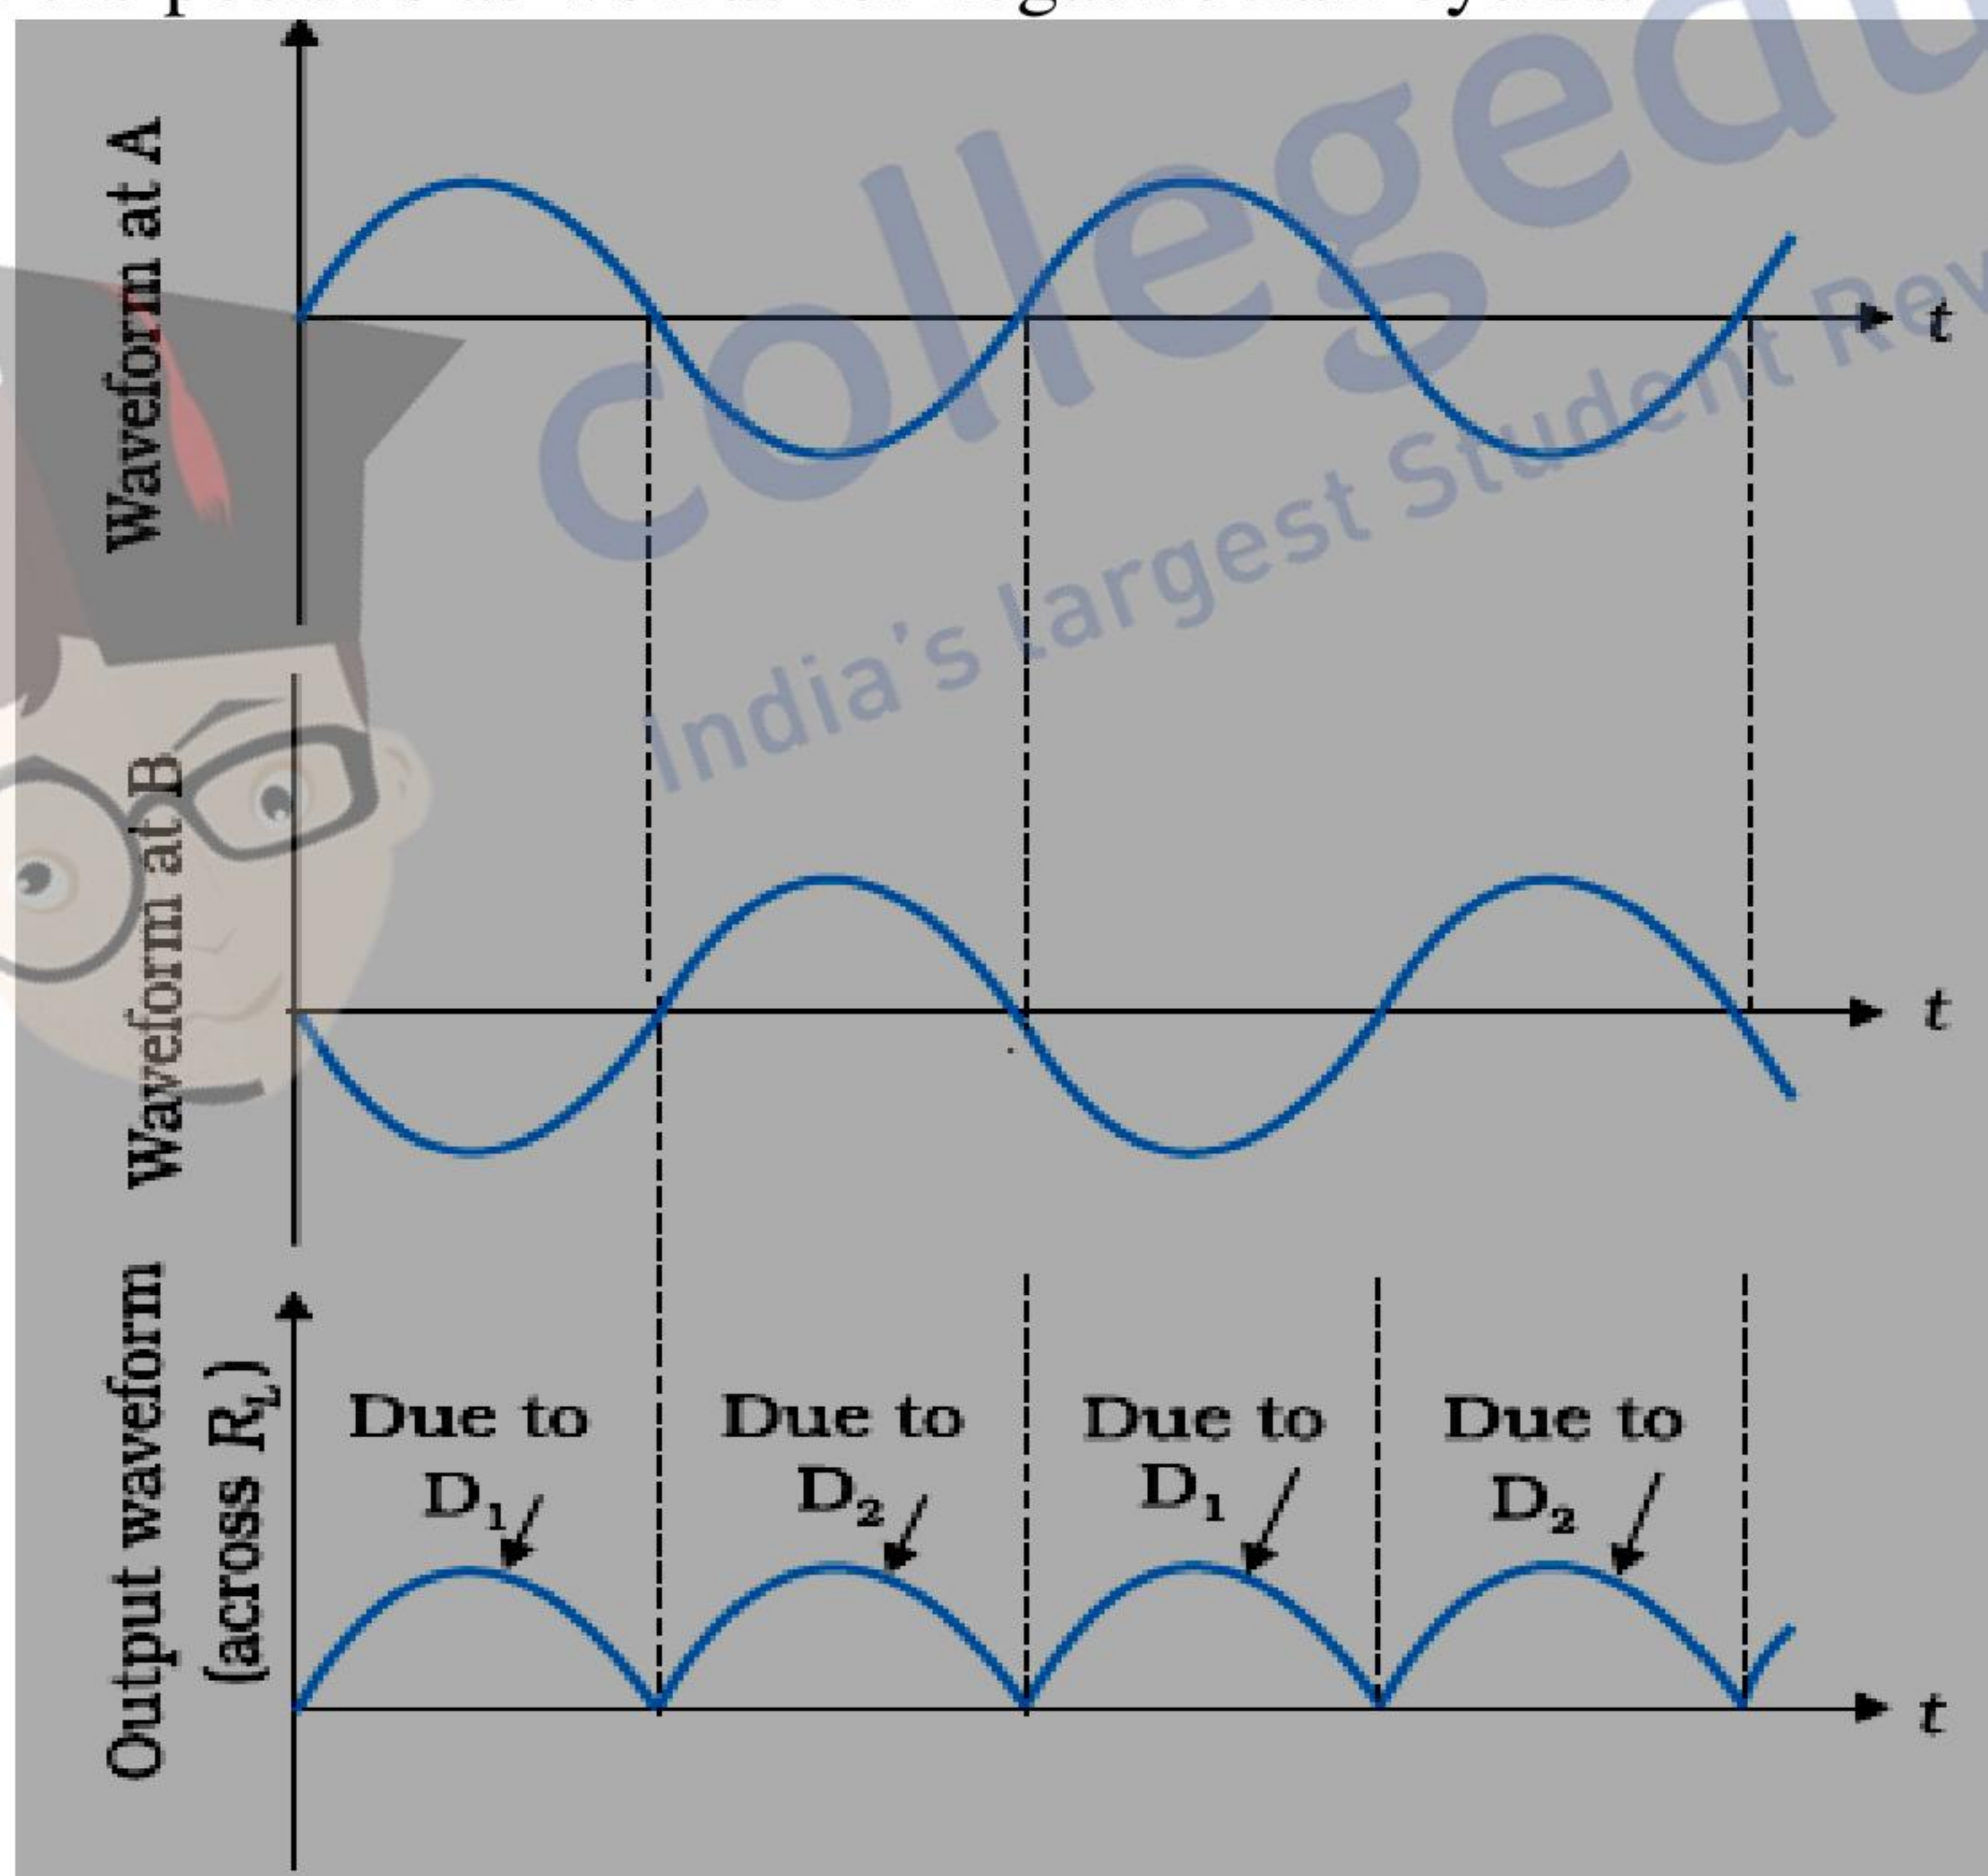 Waveform at A
t
Waveform at B
t
Output waveform
(across R_L)
Due to
D₁
Due to
D₂
Due to
D₁
Due to
D₂
t
India's largest Student Rev